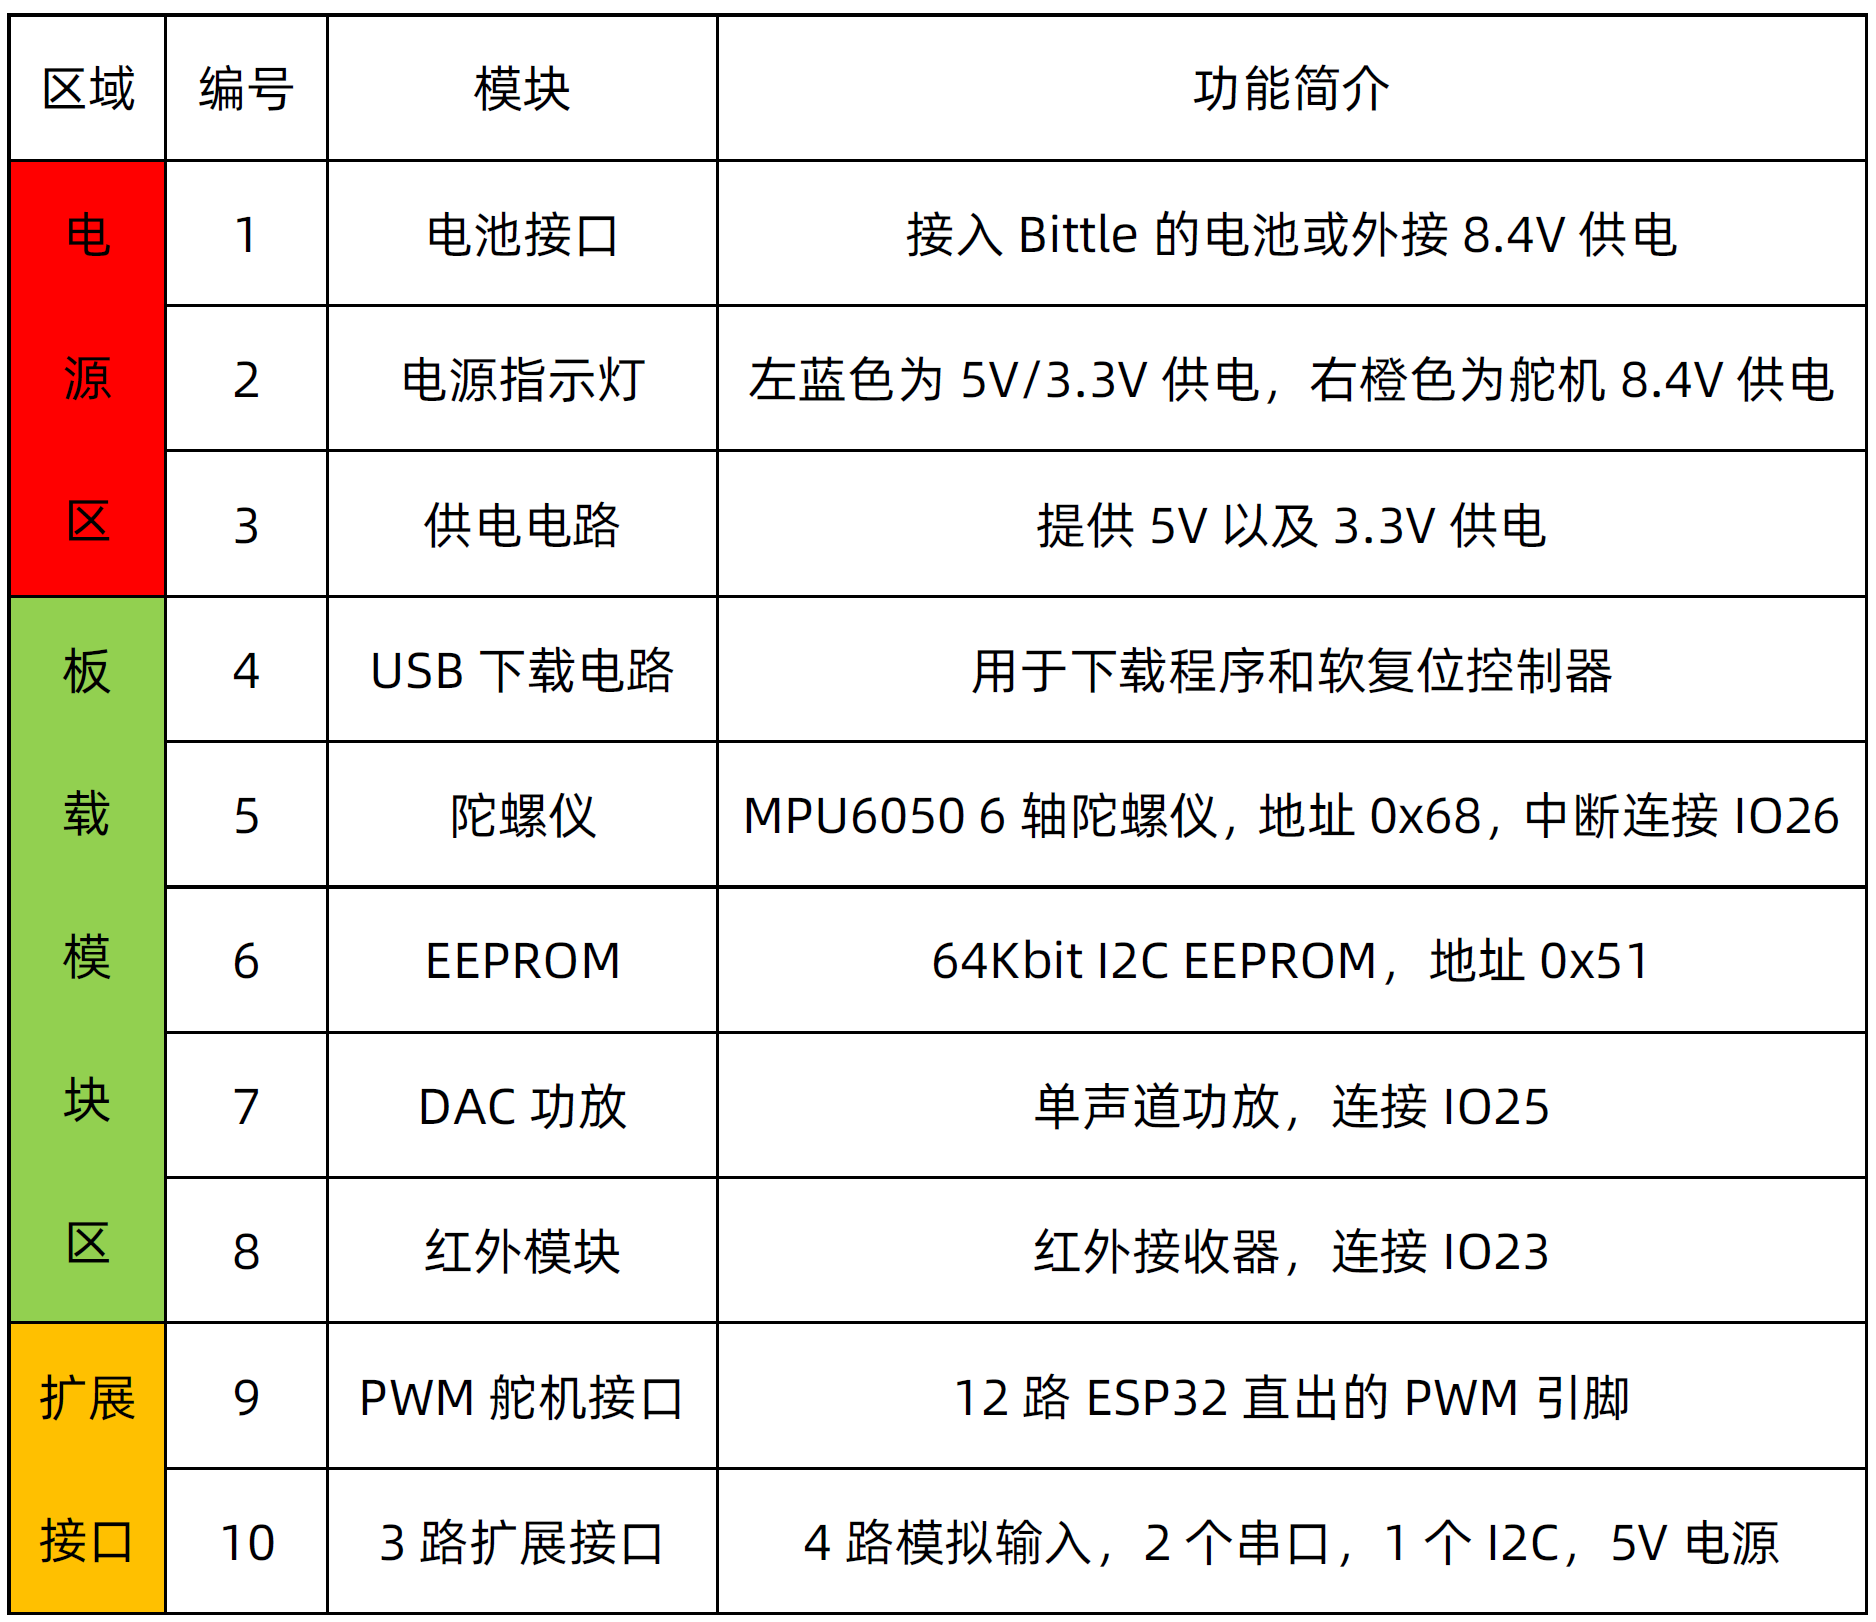 区域 编号 模块 功能简介
电源区
1 电池接口 接入 Bittle 的电池或外接 8.4V 供电
2 电源指示灯 左蓝色为 5V/3.3V 供电，右橙色为舵机 8.4V 供电
3 供电电路 提供 5V 以及 3.3V 供电
板载模块区
4 USB 下载电路 用于下载程序和软复位控制器
5 陀螺仪 MPU6050 6 轴陀螺仪，地址 0x68，中断连接 IO26
6 EEPROM 64Kbit I2C EEPROM，地址 0x51
7 DAC 功放 单声道功放，连接 IO25
8 红外模块 红外接收器，连接 IO23
扩展接口
9 PWM 舵机接口 12 路 ESP32 直出的 PWM 引脚
10 3 路扩展接口 4 路模拟输入，2 个串口，1 个 I2C，5V 电源